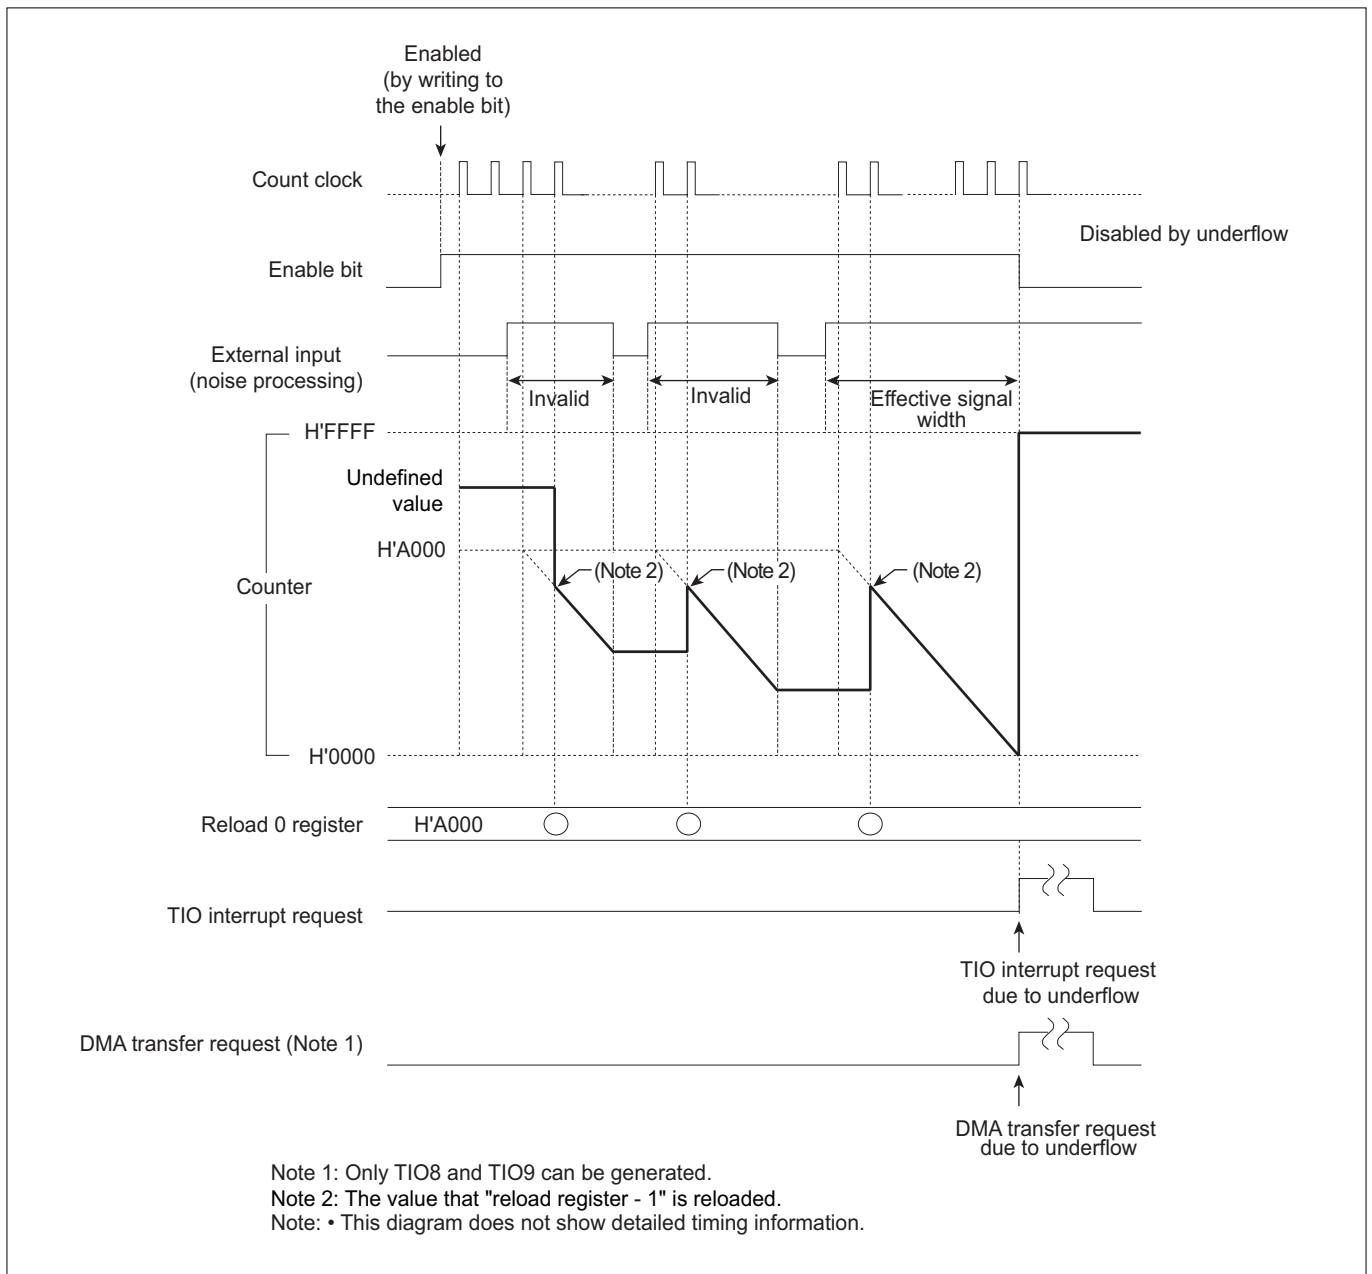 Enabled
(by writing to
the enable bit)
Count clock
Disabled by underflow
Enable bit
External input
(noise processing)
Invalid
Invalid
Effective signal
width
H'FFFF
Undefined
value
H'A000
(Note 2)
(Note 2)
(Note 2)
Counter
H'0000
Reload 0 register
H'A000
TIO interrupt request
TIO interrupt request
due to underflow
DMA transfer request (Note 1)
DMA transfer request
due to underflow
Note 1: Only TIO8 and TIO9 can be generated.
Note 2: The value that "reload register - 1" is reloaded.
Note: • This diagram does not show detailed timing information.